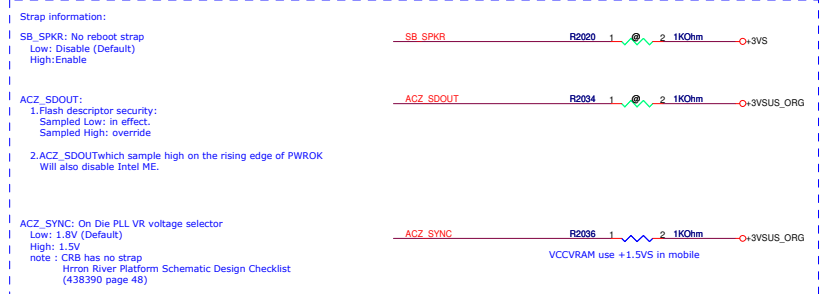 Strap information:
SB_SPKR: No reboot strap
Low: Disable (Default)
High:Enable
SB_SPKR R2020 1 @ 2 1KOhm +3VS
ACZ_SDOUT:
1.Flash descriptor security:
Sampled Low: in effect.
Sampled High: override
ACZ_SDOUT R2034 1 @ 2 1KOhm +3VSUS_ORG
2.ACZ_SDOUTwhich sample high on the rising edge of PWROK
Will also disable Intel ME.
ACZ_SYNC: On Die PLL VR voltage selector
Low: 1.8V (Default)
High: 1.5V
note : CRB has no strap
Hrron River Platform Schematic Design Checklist
(438390 page 48)
ACZ_SYNC R2036 1 2 1KOhm +3VSUS_ORG
VCCVRAM use +1.5VS in mobile